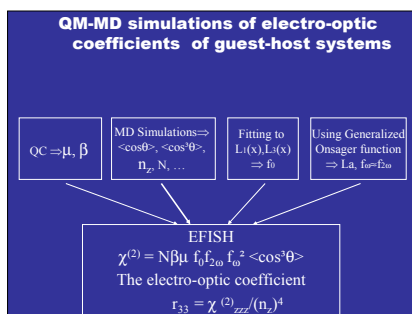 QM-MD simulations of electro-optic
coefficients of guest-host systems
QC ⇒μ, β
MD Simulations⇒
<cosθ>, <cos³θ>,
n_z, N, …
Fitting to
L₁(x),L₃(x)
⇒ f₀
Using Generalized
Onsager function
⇒ La, f_ω≈f_2ω
EFISH
χ⁽²⁾ = Nβμ f₀f_2ω f_ω² <cos³θ>
The electro-optic coefficient
r₃₃ = χ ⁽²⁾_zzz/(n_z)⁴